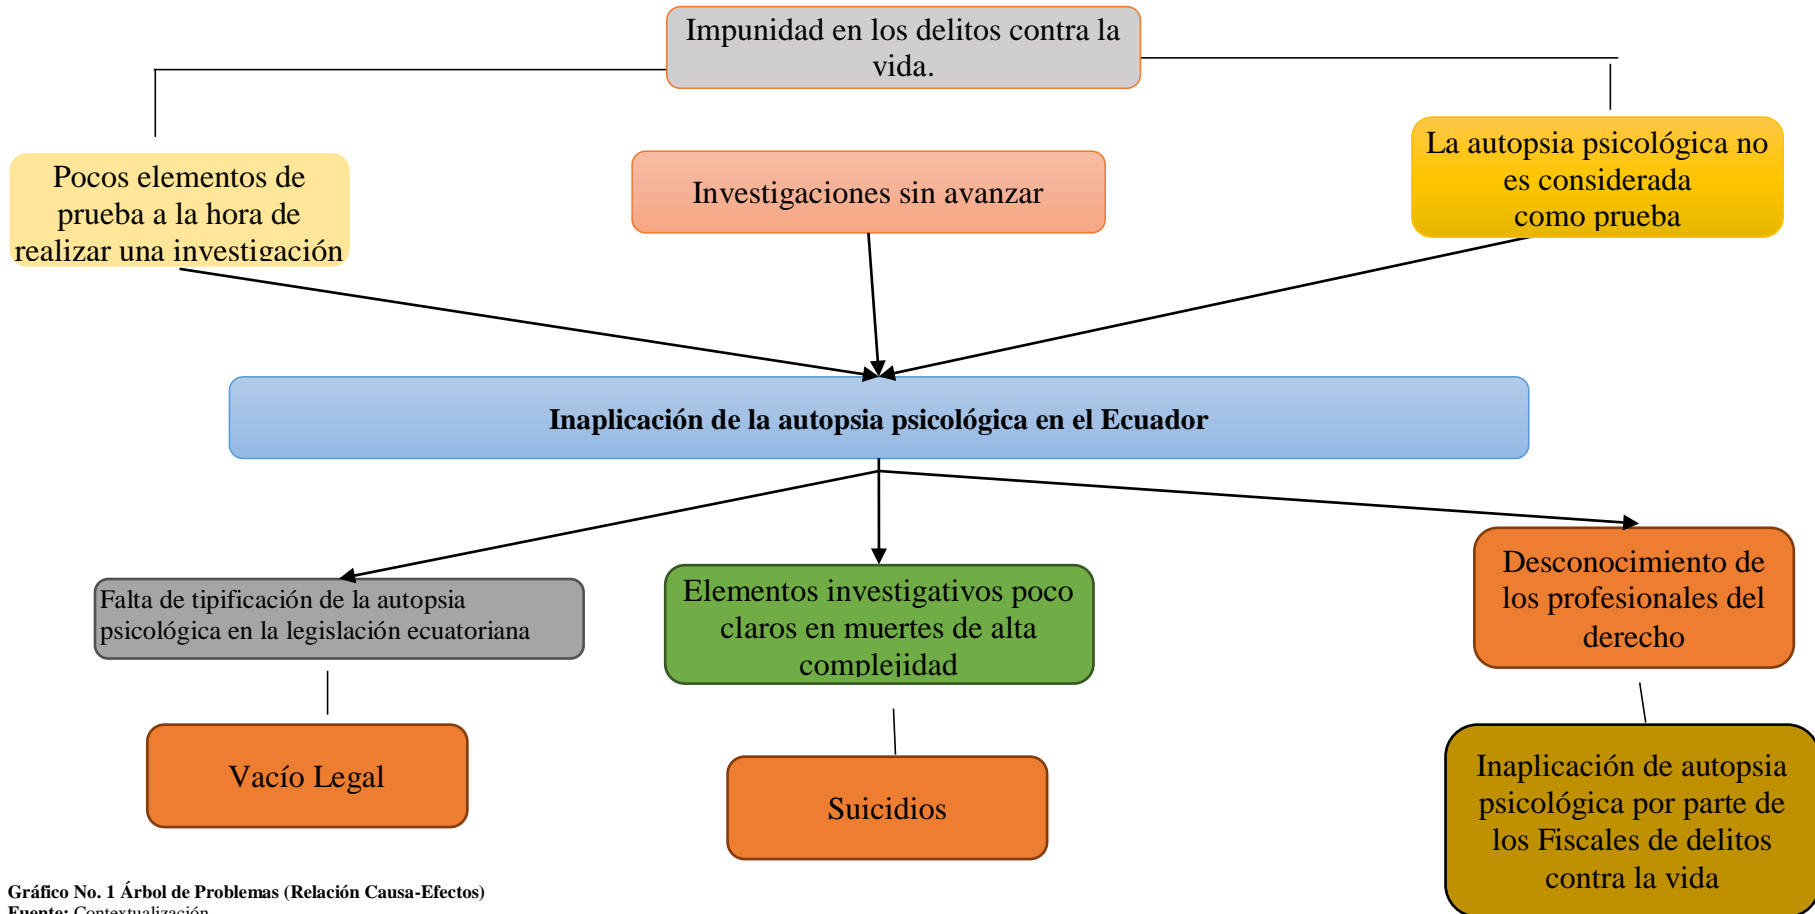 Impunidad en los delitos contra la
vida.
Pocos elementos de
prueba a la hora de
realizar una investigación
Investigaciones sin avanzar
La autopsia psicológica no
es considerada
como prueba
Inaplicación de la autopsia psicológica en el Ecuador
Falta de tipificación de la autopsia
psicológica en la legislación ecuatoriana
Elementos investigativos poco
claros en muertes de alta
complejidad
Desconocimiento de
los profesionales del
derecho
Vacío Legal
Suicidios
Inaplicación de autopsia
psicológica por parte de
los Fiscales de delitos
contra la vida
Gráfico No. 1 Árbol de Problemas (Relación Causa-Efectos)
Fuente: Contextualización